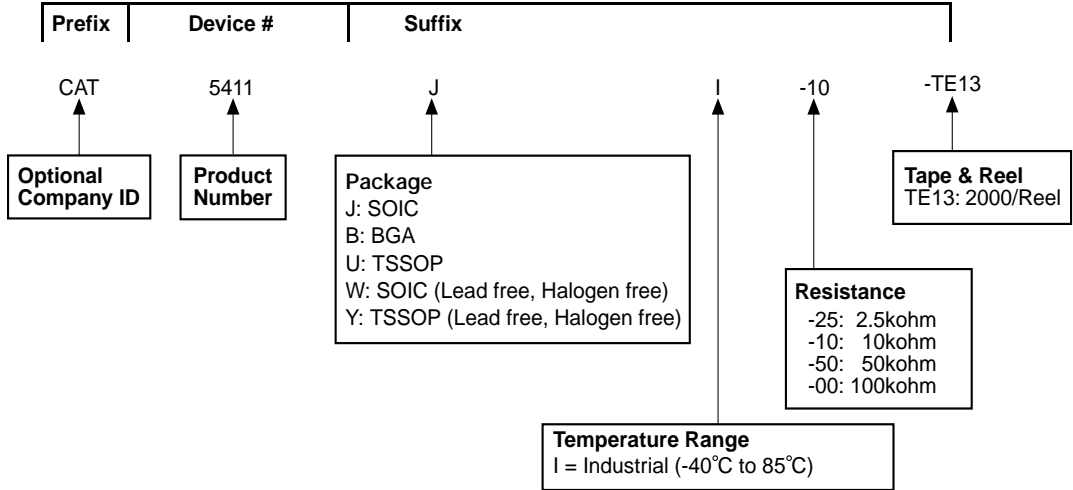 Prefix Device # Suffix
CAT 5411 J I -10 -TE13
Optional
Company ID
Product
Number
Package
J: SOIC
B: BGA
U: TSSOP
W: SOIC (Lead free, Halogen free)
Y: TSSOP (Lead free, Halogen free)
Tape & Reel
TE13: 2000/Reel
Resistance
-25: 2.5kohm
-10: 10kohm
-50: 50kohm
-00: 100kohm
Temperature Range
I = Industrial (-40°C to 85°C)